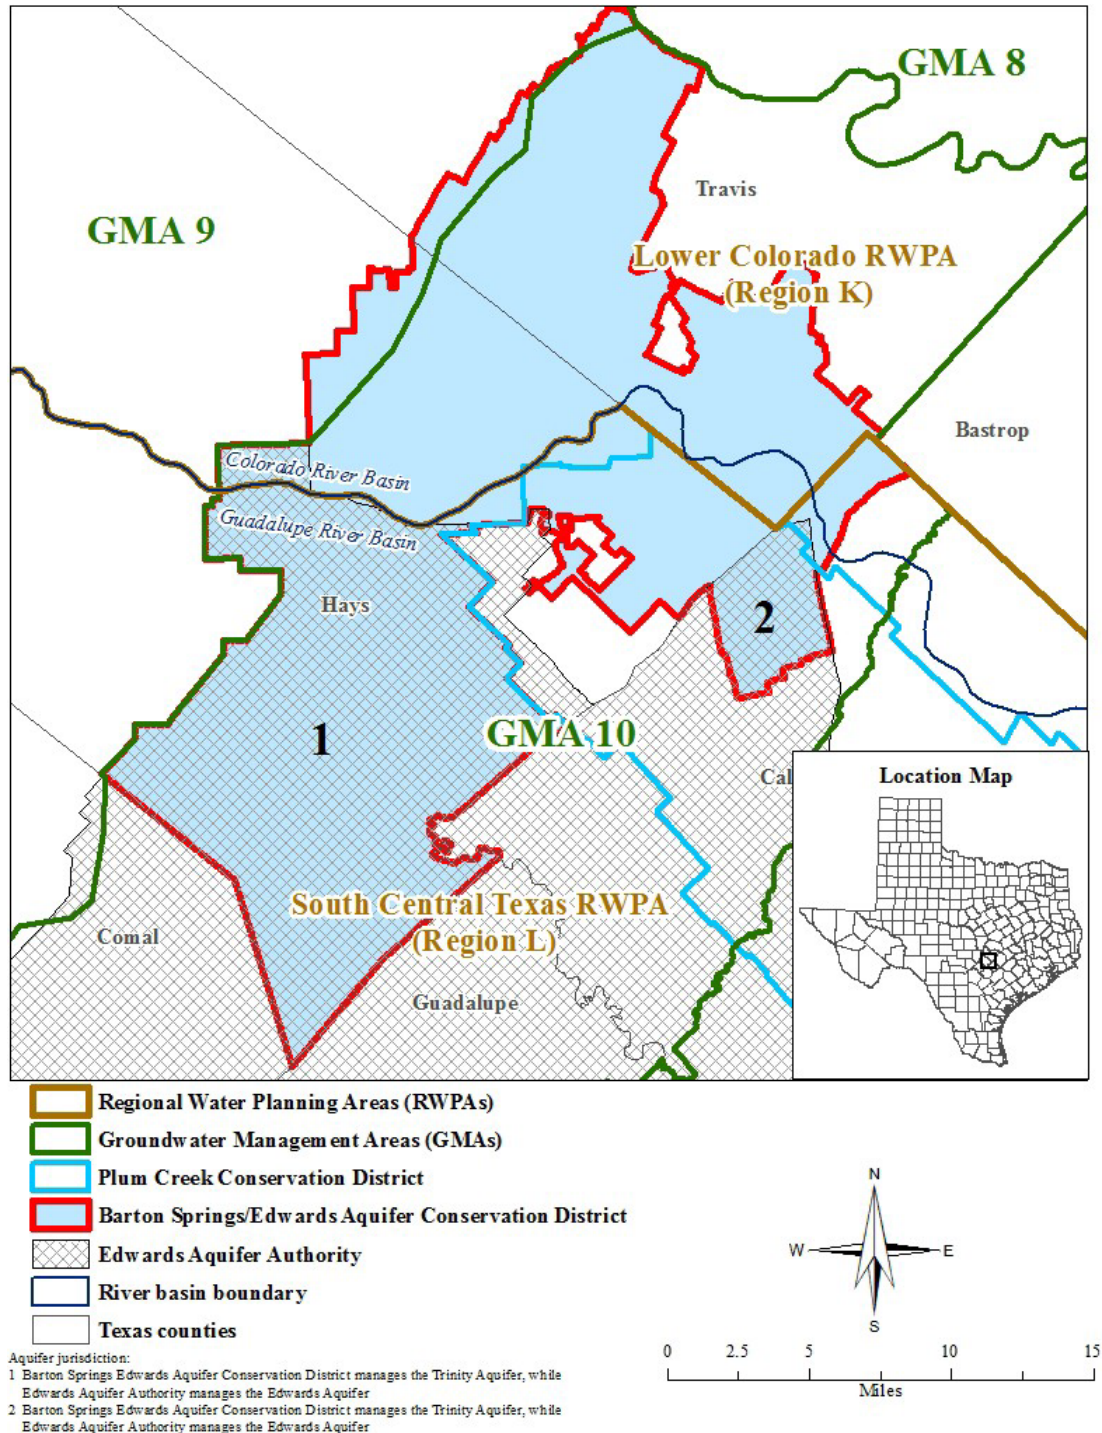 GMA 8
Travis
GMA 9
Lower Colorado RWPA
(Region K)
Bastrop
Colorado River Basin
Guadalupe River Basin
Hays
2
1
GMA 10
Cal
Location Map
South Central Texas RWPA
(Region L)
Comal
Guadalupe
Regional Water Planning Areas (RWPAs)
Groundwater Management Areas (GMAs)
Plum Creek Conservation District
Barton Springs/Edwards Aquifer Conservation District
Edwards Aquifer Authority
River basin boundary
Texas counties
N
W
E
S
0 2.5 5 10 15
Miles
Aquifer jurisdiction:
1 Barton Springs Edwards Aquifer Conservation District manages the Trinity Aquifer, while
Edwards Aquifer Authority manages the Edwards Aquifer
2 Barton Springs Edwards Aquifer Conservation District manages the Trinity Aquifer, while
Edwards Aquifer Authority manages the Edwards Aquifer